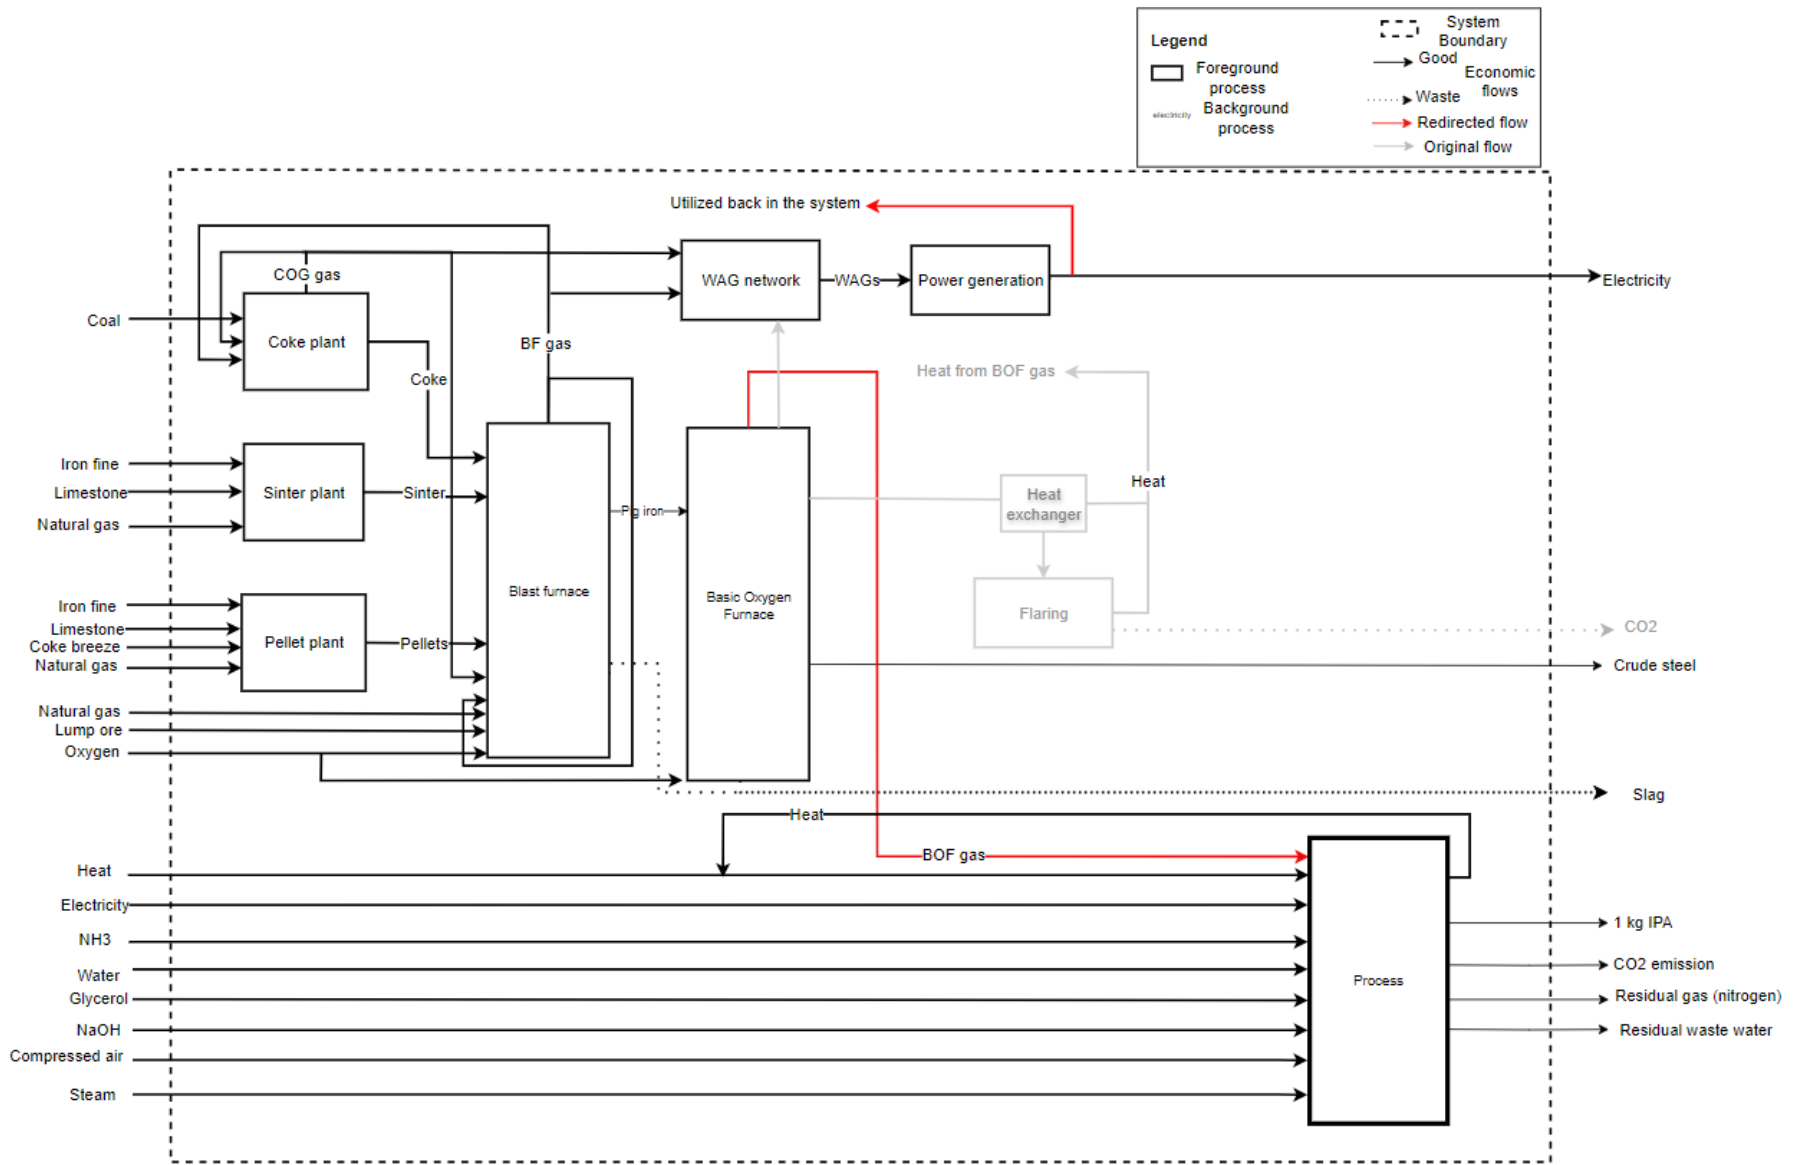 Legend
Foreground
process
electricity
Background
process
System
Boundary
Good
Economic
flows
Waste
Redirected flow
Original flow
Utilized back in the system
COG gas
WAG network
WAGs
Power generation
Electricity
Coal
Coke plant
BF gas
Coke
Heat from BOF gas
Iron fine
Limestone
Natural gas
Sinter plant
Sinter
Pig iron
Heat
exchanger
Heat
Iron fine
Limestone
Coke breeze
Natural gas
Pellet plant
Pellets
Blast furnace
Basic Oxygen
Furnace
Flaring
CO2
Crude steel
Natural gas
Lump ore
Oxygen
Slag
Heat
BOF gas
Heat
Electricity
NH3
Water
Glycerol
NaOH
Compressed air
Steam
Process
1 kg IPA
CO2 emission
Residual gas (nitrogen)
Residual waste water